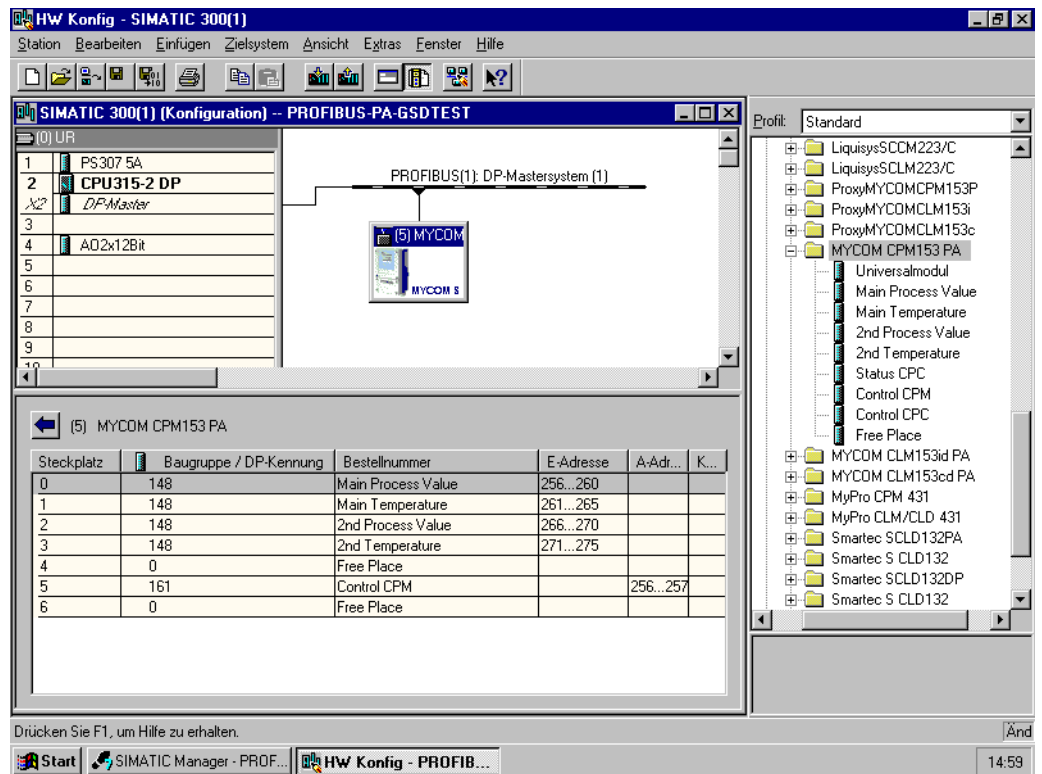 HW Konfig - SIMATIC 300(1)
Station Bearbeiten Einfügen Zielsystem Ansicht Extras Fenster Hilfe
SIMATIC 300(1) (Konfiguration) -- PROFIBUS-PA-GSDTEST
(0) UR
1 PS307 5A
2 CPU315-2 DP
X2 DP-Master
3
4 AO2x12Bit
5
6
7
8
9
10
PROFIBUS(1): DP-Mastersystem (1)
(5) MYCOM
MYCOM S
(5) MYCOM CPM153 PA
Steckplatz Baugruppe / DP-Kennung Bestellnummer E-Adresse A-Adr... K...
0 148 Main Process Value 256...260
1 148 Main Temperature 261...265
2 148 2nd Process Value 266...270
3 148 2nd Temperature 271...275
4 0 Free Place
5 161 Control CPM 256...257
6 0 Free Place
Profil: Standard
LiquisysSCCM223/C
LiquisysSCLM223/C
ProxyMYCOMCPM153P
ProxyMYCOMCLM153i
ProxyMYCOMCLM153c
MYCOM CPM153 PA
Universalmodul
Main Process Value
Main Temperature
2nd Process Value
2nd Temperature
Status CPC
Control CPM
Control CPC
Free Place
MYCOM CLM153id PA
MYCOM CLM153cd PA
MyPro CPM 431
MyPro CLM/CLD 431
Smartec SCLD132PA
Smartec S CLD132
Smartec SCLD132DP
Smartec S CLD132
Drücken Sie F1, um Hilfe zu erhalten.
Änd
Start SIMATIC Manager - PROF... HW Konfig - PROFIB... 14:59